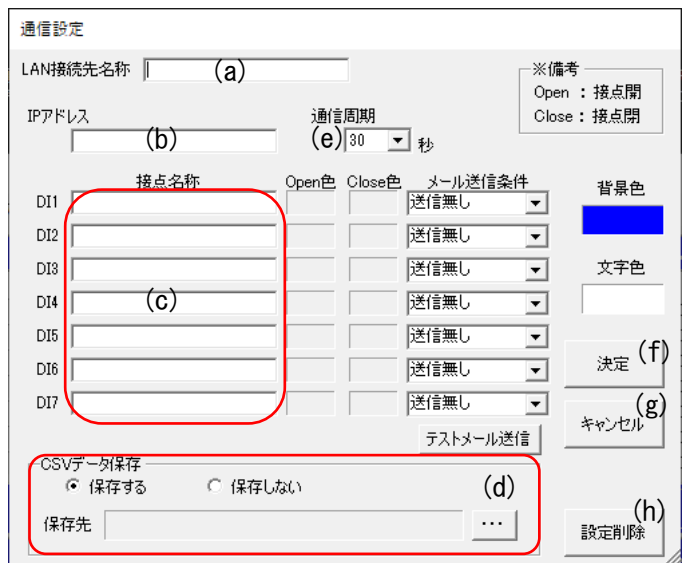 通信設定
LAN接続先名称 (a)
※備考
Open : 接点開
Close : 接点閉
IPアドレス (b)
通信周期
(e) 30 秒
接点名称 Open色 Close色 メール送信条件
DI1 送信無し
DI2 送信無し
DI3 送信無し
DI4 (c) 送信無し
DI5 送信無し
DI6 送信無し
DI7 送信無し
背景色
文字色
決定 (f)
キャンセル (g)
テストメール送信
CSVデータ保存
保存する 保存しない (d)
保存先 ...
設定削除 (h)